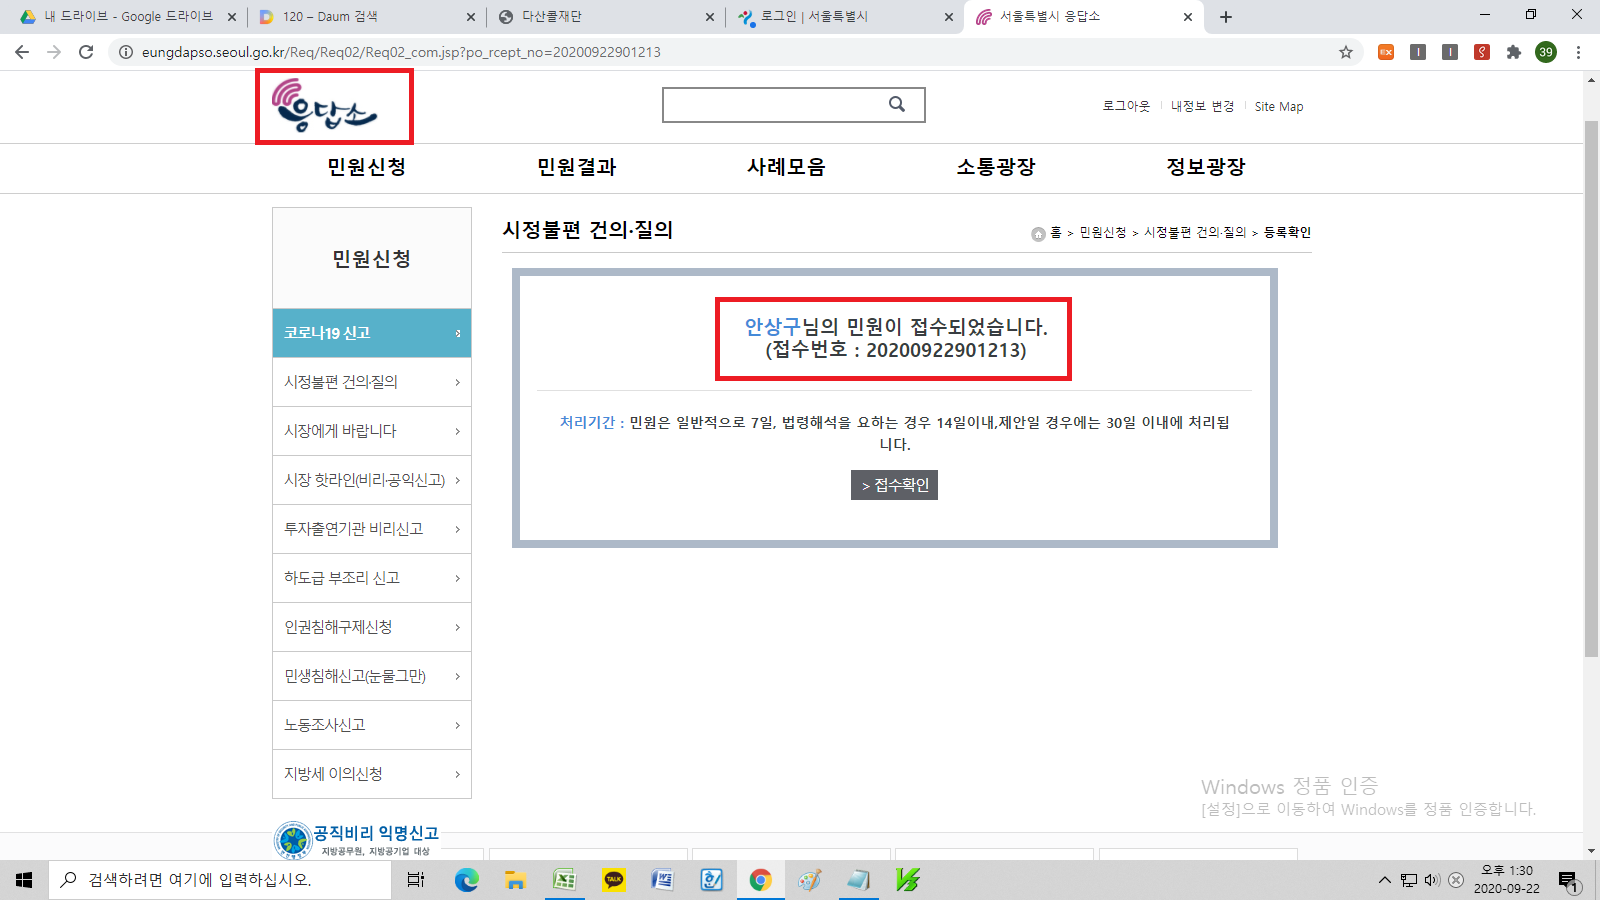 내 드라이브 - Google 드라이브
120 – Daum 검색
다산콜재단
로그인 | 서울특별시
서울특별시 응답소
eungdapso.seoul.go.kr/Req/Req02/Req02_com.jsp?po_rcept_no=20200922901213
39
응답소
로그아웃
내정보 변경
Site Map
민원신청
민원결과
사례모음
소통광장
정보광장
민원신청
코로나19 신고
시정불편 건의·질의
시장에게 바랍니다
시장 핫라인(비리·공익신고)
투자출연기관 비리신고
하도급 부조리 신고
인권침해구제신청
민생침해신고(눈물그만)
노동조사신고
지방세 이의신청
공직비리 익명신고
지방공무원, 지방공기업 대상
시정불편 건의·질의
홈 > 민원신청 > 시정불편 건의·질의 > 등록확인
안상구님의 민원이 접수되었습니다.
(접수번호 : 20200922901213)
처리기간 : 민원은 일반적으로 7일, 법령해석을 요하는 경우 14일이내,제안일 경우에는 30일 이내에 처리됩
니다.
> 접수확인
Windows 정품 인증
[설정]으로 이동하여 Windows를 정품 인증합니다.
검색하려면 여기에 입력하십시오.
TALK
오후 1:30
2020-09-22
1